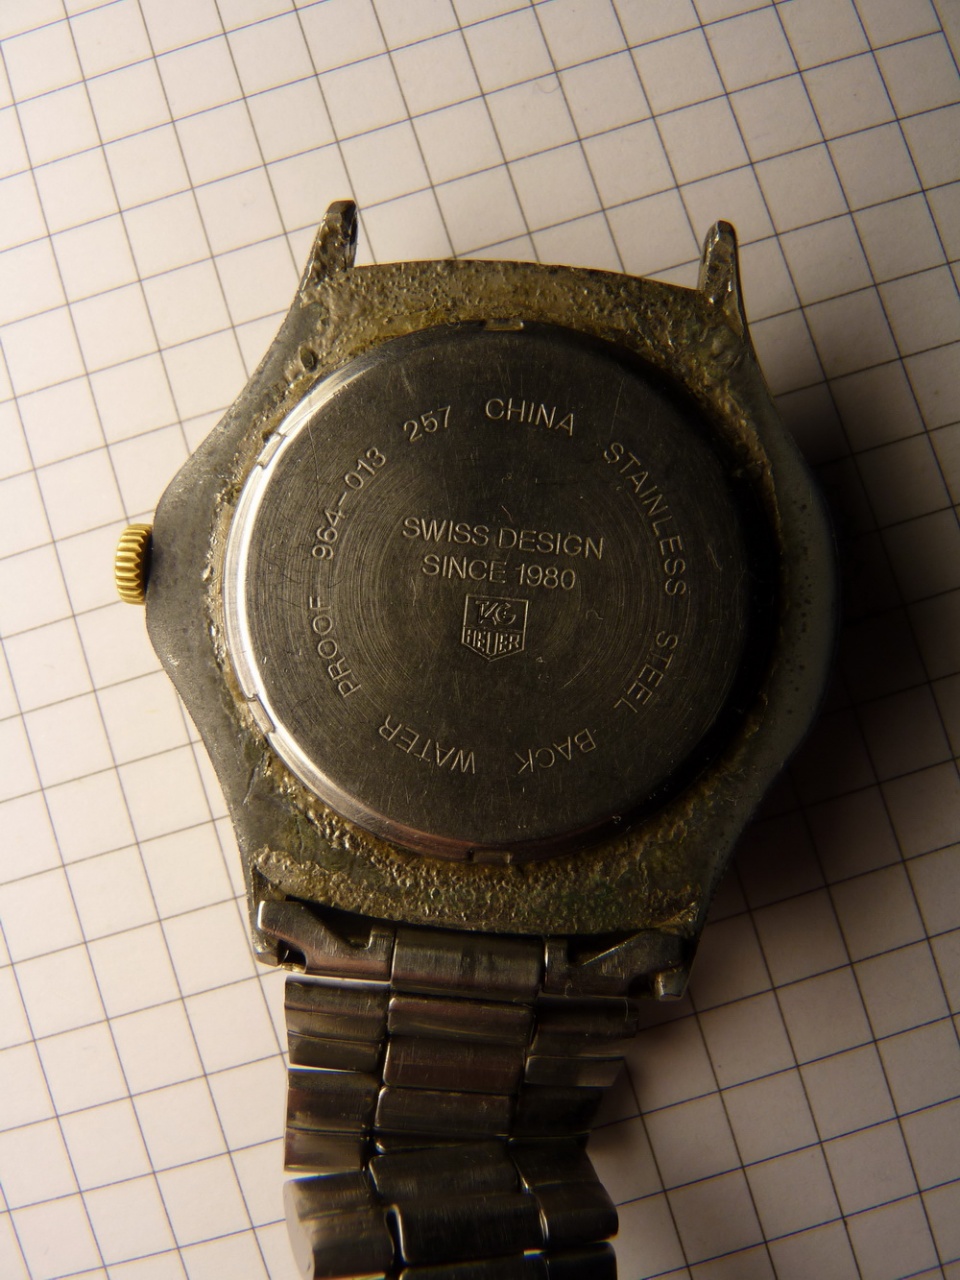 SWISS DESIGN
SINCE 1980
TAG
HEUER
CHINA STAINLESS STEEL BACK WATER PROOF 964-013 257